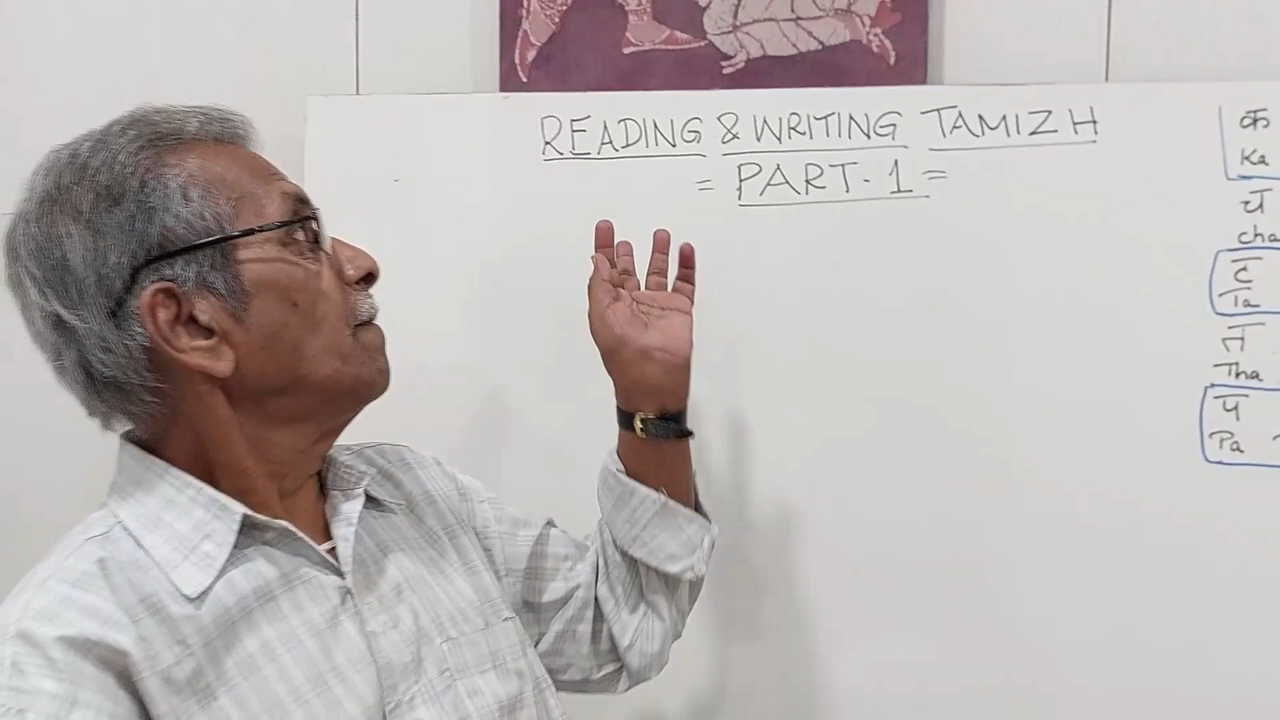 READING & WRITING TAMIZH
= PART-1 =
क
Ka
च
cha
ट
Ta
त
Tha
प
Pa